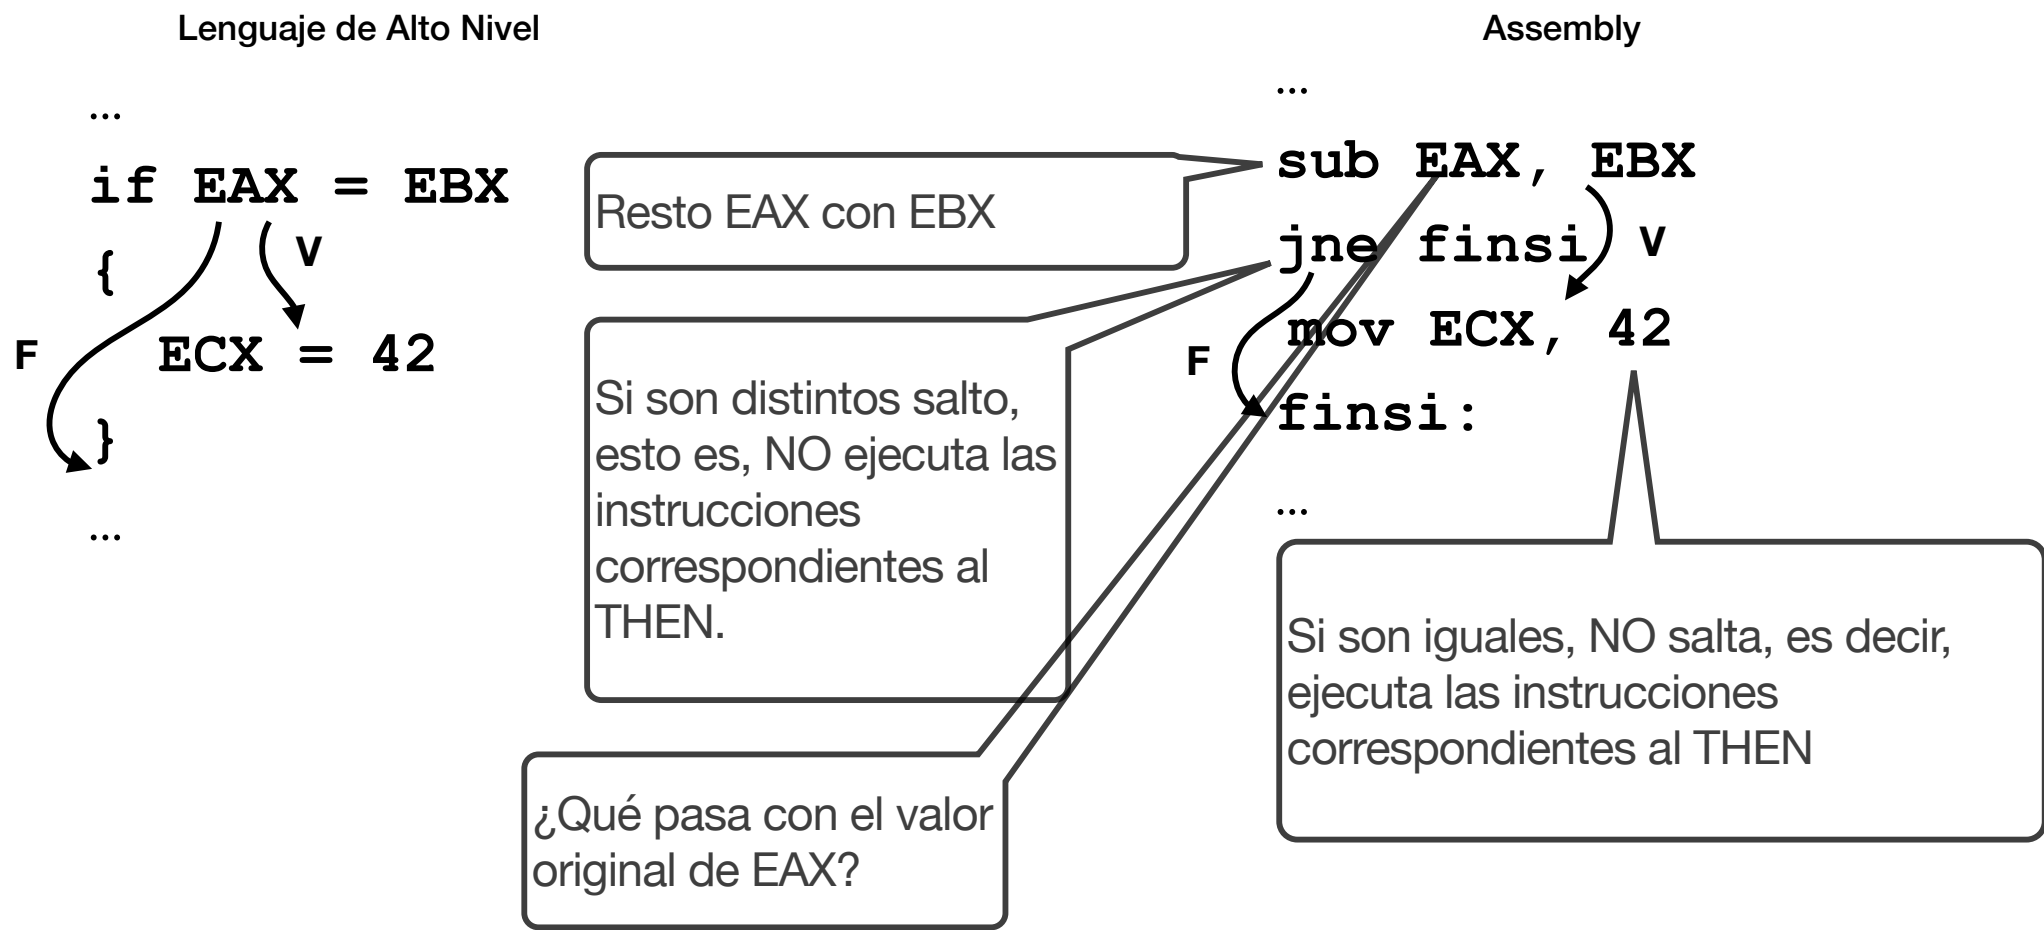 Lenguaje de Alto Nivel
...
if EAX = EBX
{
V
F
ECX = 42
}
...
Resto EAX con EBX
Si son distintos salto,
esto es, NO ejecuta las
instrucciones
correspondientes al
THEN.
¿Qué pasa con el valor
original de EAX?
Assembly
...
sub EAX, EBX
jne finsi
V
mov ECX, 42
F
finsi:
...
Si son iguales, NO salta, es decir,
ejecuta las instrucciones
correspondientes al THEN